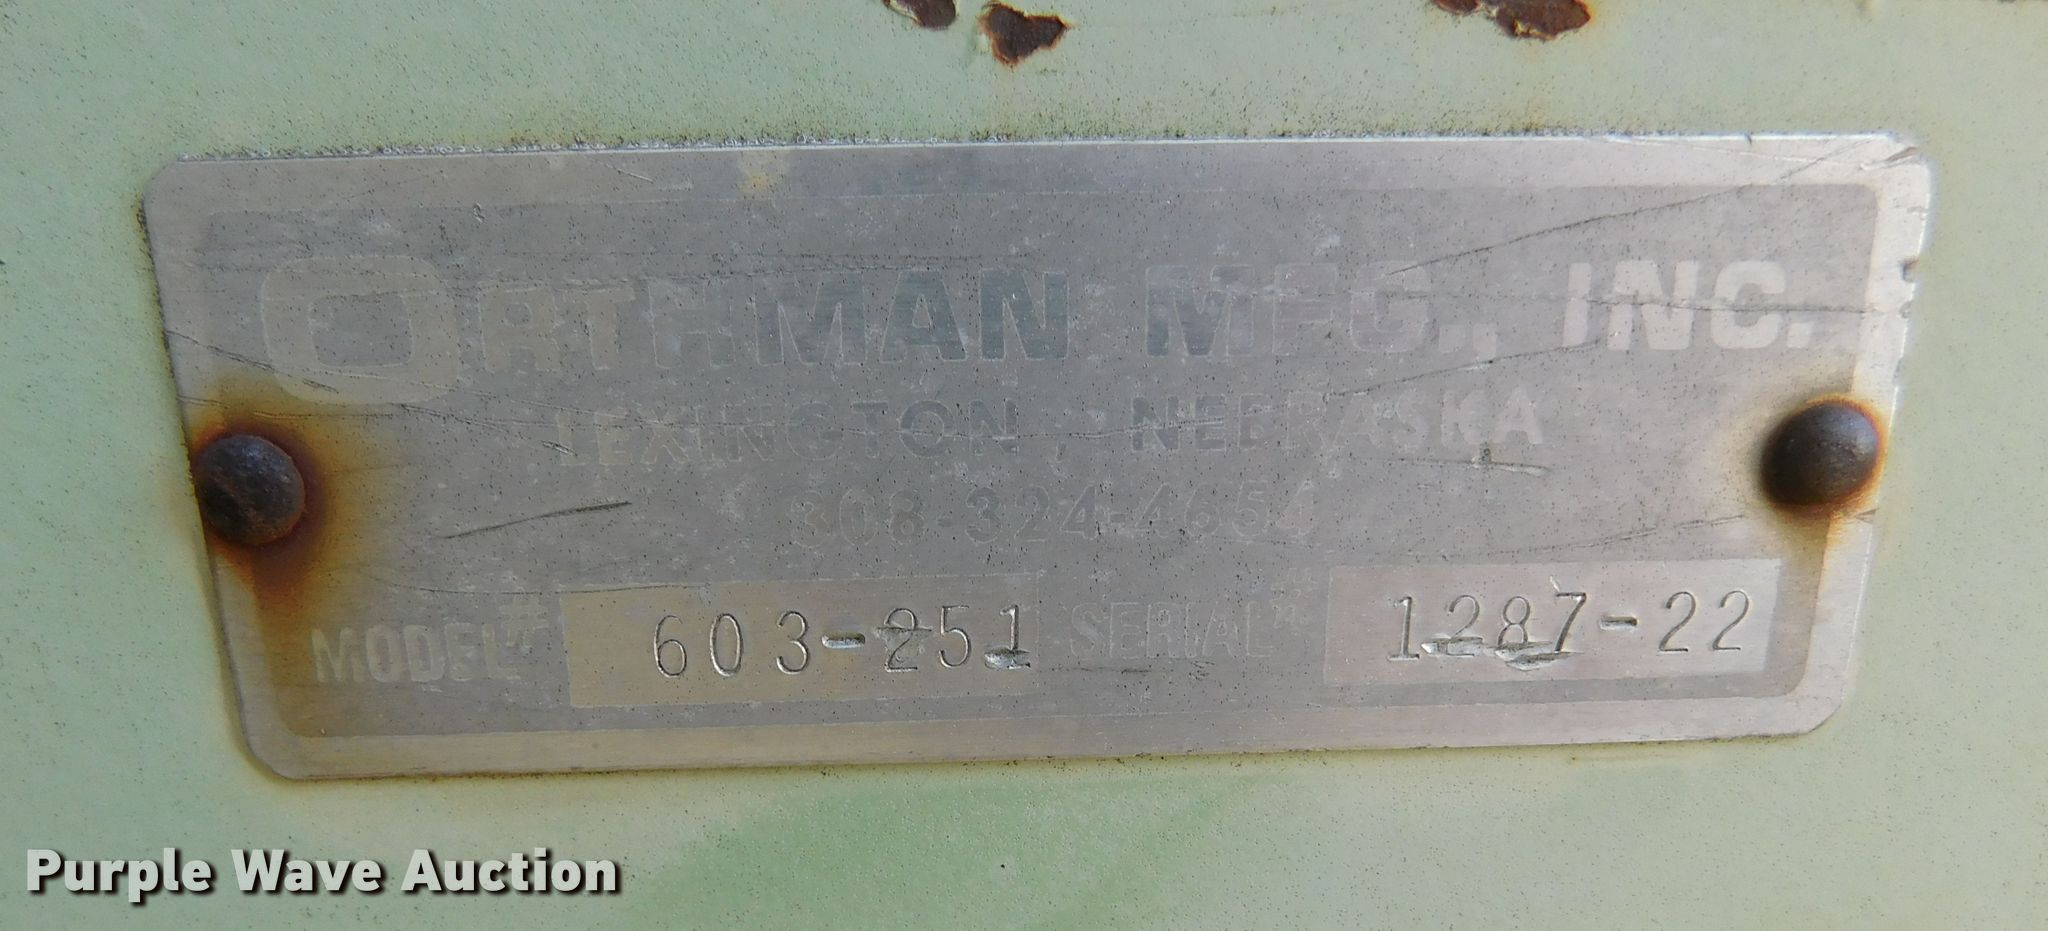 ORTHMAN MFG., INC.
LEXINGTON, NEBRASKA
308-324-4654
MODEL# 603-251 SERIAL# 1287-22
Purple Wave Auction